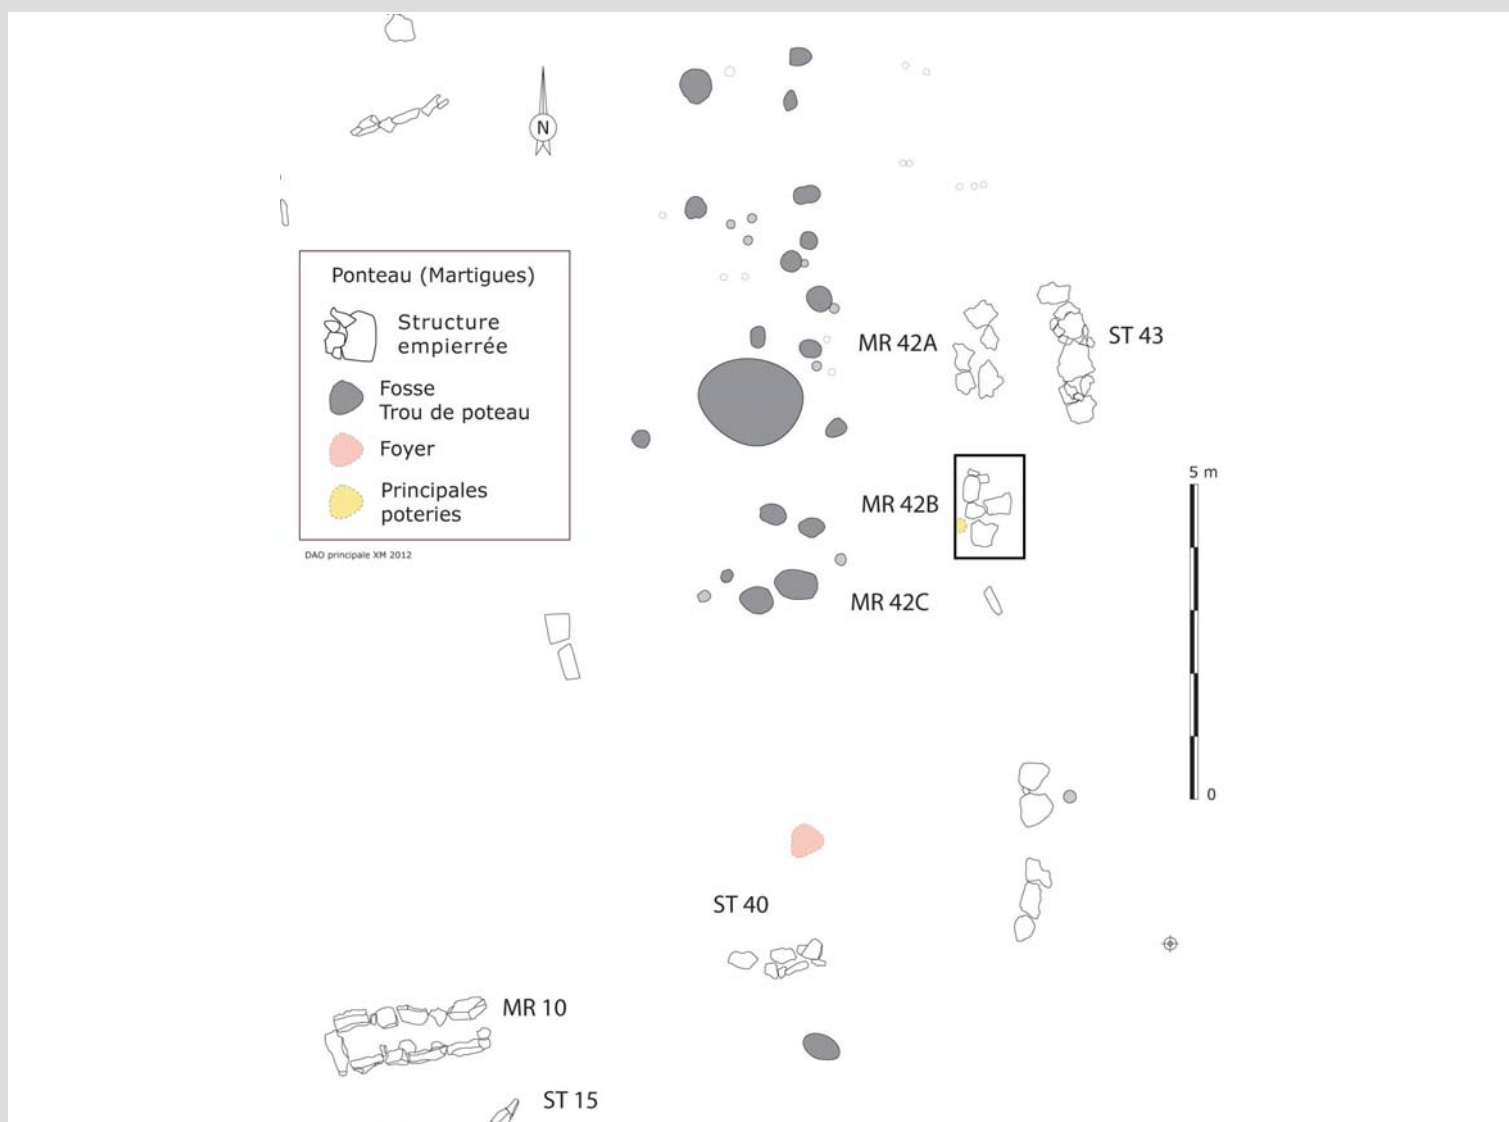 N
Ponteau (Martigues)
Structure
empierrée
Fosse
Trou de poteau
Foyer
Principales
poteries
DAO principale XM 2012
MR 42A
ST 43
5 m
MR 42B
MR 42C
0
ST 40
MR 10
ST 15